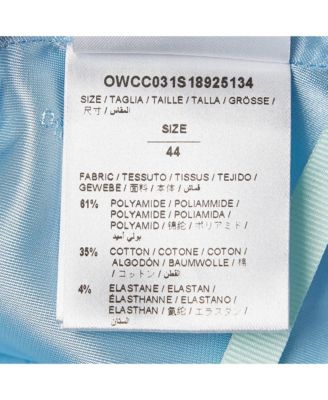 OWCC031S18925134
SIZE / TAGLIA / TAILLE / TALLA / GRÖSSE /
尺寸 / المقاس /
SIZE
44
FABRIC / TESSUTO / TISSUS / TEJIDO /
GEWEBE / 面料 / 本体 / قماش /
61% POLYAMIDE / POLIAMMIDE /
POLYAMIDE / POLIAMIDA /
POLYAMID / 锦纶 / ポリアミド /
بولي أميد
35% COTTON / COTONE / COTON /
ALGODÓN / BAUMWOLLE / 棉
/ コットン / القطن /
4% ELASTANE / ELASTAN /
ELASTHANNE / ELASTANO /
ELASTHAN / 氨纶 / エラスタン /